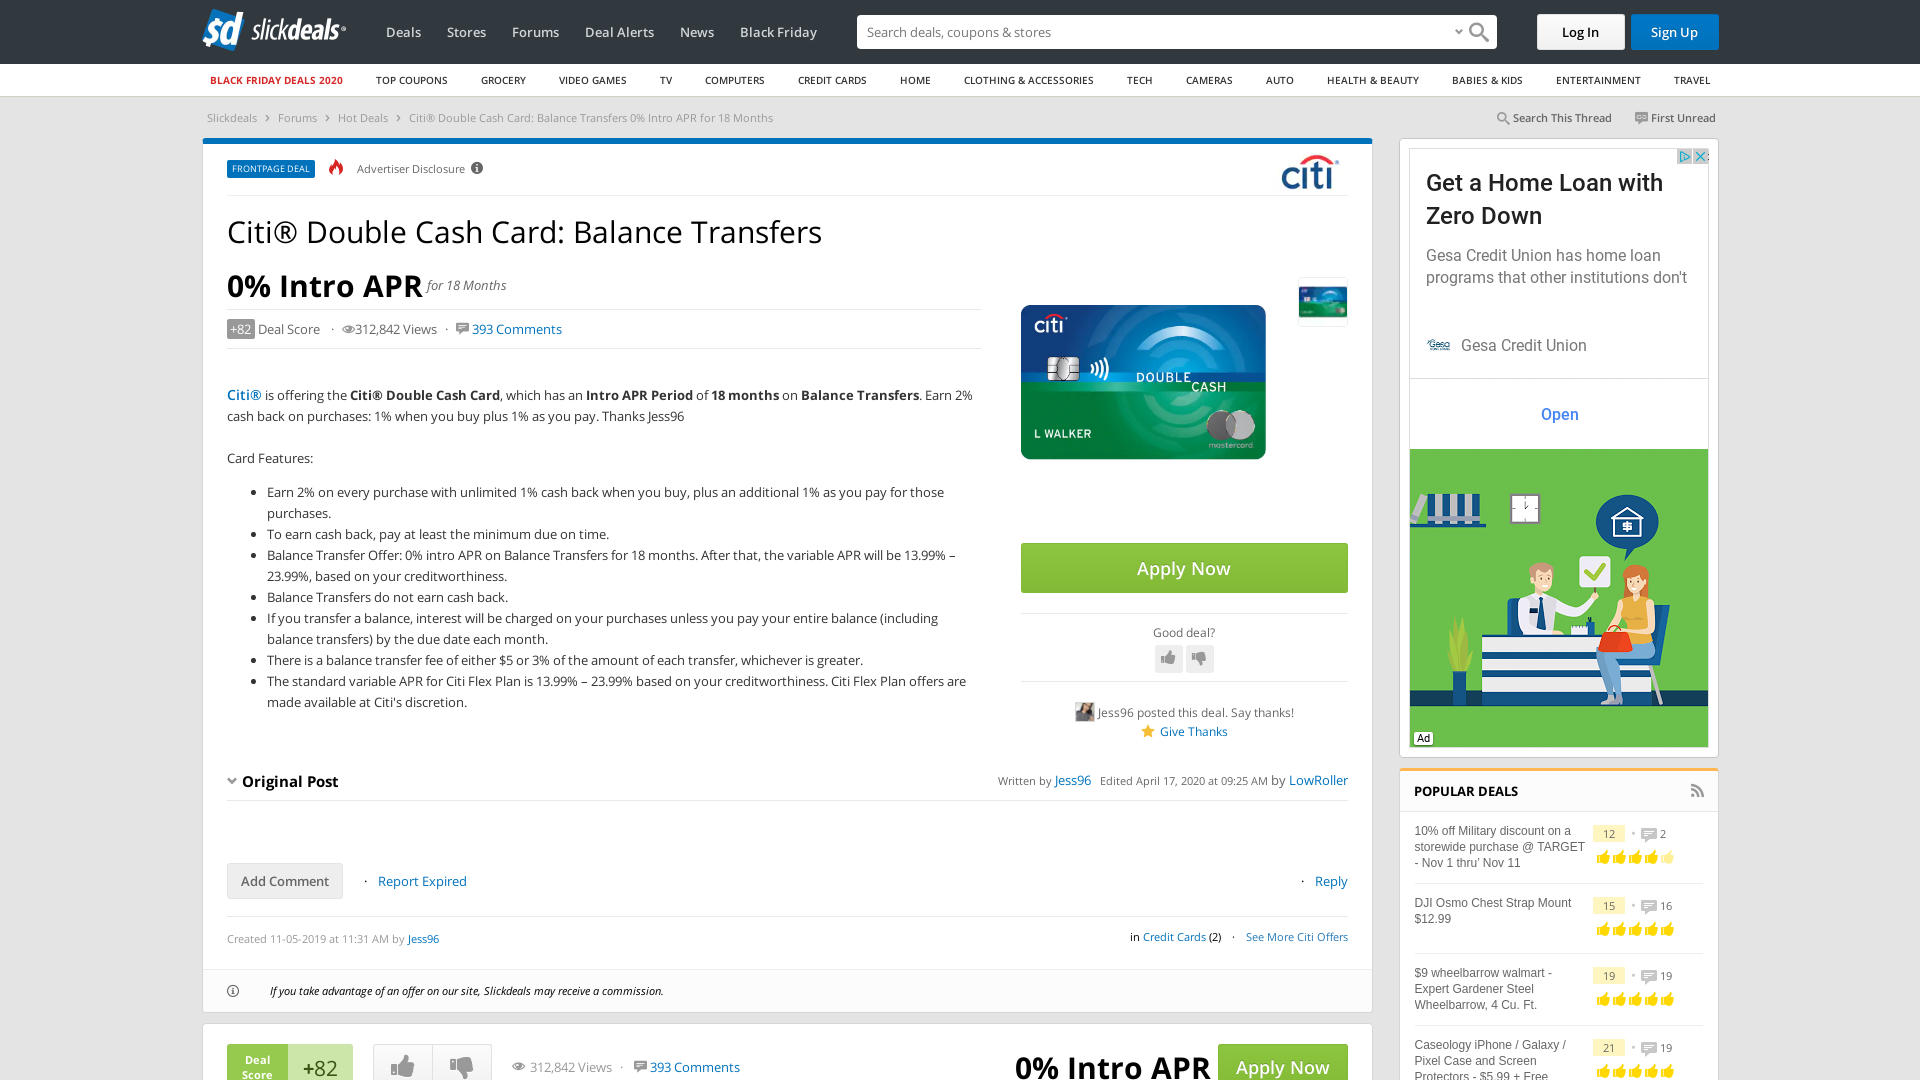 sd slickdeals
Deals Stores Forums Deal Alerts News Black Friday Search deals, coupons & stores Log In Sign Up
BLACK FRIDAY DEALS 2020 TOP COUPONS GROCERY VIDEO GAMES TV COMPUTERS CREDIT CARDS HOME CLOTHING & ACCESSORIES TECH CAMERAS AUTO HEALTH & BEAUTY BABIES & KIDS ENTERTAINMENT TRAVEL
Slickdeals › Forums › Hot Deals › Citi® Double Cash Card: Balance Transfers 0% Intro APR for 18 Months
Search This Thread First Unread
FRONTPAGE DEAL Advertiser Disclosure
citi
Citi® Double Cash Card: Balance Transfers
0% Intro APR for 18 Months
+82 Deal Score · 312,842 Views · 393 Comments
Citi® is offering the Citi® Double Cash Card, which has an Intro APR Period of 18 months on Balance Transfers. Earn 2%
cash back on purchases: 1% when you buy plus 1% as you pay. Thanks Jess96
Card Features:
• Earn 2% on every purchase with unlimited 1% cash back when you buy, plus an additional 1% as you pay for those
purchases.
• To earn cash back, pay at least the minimum due on time.
• Balance Transfer Offer: 0% intro APR on Balance Transfers for 18 months. After that, the variable APR will be 13.99% –
23.99%, based on your creditworthiness.
• Balance Transfers do not earn cash back.
• If you transfer a balance, interest will be charged on your purchases unless you pay your entire balance (including
balance transfers) by the due date each month.
• There is a balance transfer fee of either $5 or 3% of the amount of each transfer, whichever is greater.
• The standard variable APR for Citi Flex Plan is 13.99% – 23.99% based on your creditworthiness. Citi Flex Plan offers are
made available at Citi's discretion.
citi
DOUBLE
CASH
L WALKER
mastercard
Apply Now
Good deal?
Jess96 posted this deal. Say thanks!
Give Thanks
Original Post
Written by Jess96 Edited April 17, 2020 at 09:25 AM by LowRoller
Add Comment · Report Expired
· Reply
Created 11-05-2019 at 11:31 AM by Jess96
in Credit Cards (2) · See More Citi Offers
If you take advantage of an offer on our site, Slickdeals may receive a commission.
Deal
Score
+82
312,842 Views · 393 Comments
0% Intro APR
Apply Now
Get a Home Loan with
Zero Down
Gesa Credit Union has home loan
programs that other institutions don't
Gesa
Gesa Credit Union
Open
$
Ad
POPULAR DEALS
10% off Military discount on a
storewide purchase @ TARGET
- Nov 1 thru’ Nov 11
12 • 2
DJI Osmo Chest Strap Mount
$12.99
15 • 16
$9 wheelbarrow walmart -
Expert Gardener Steel
Wheelbarrow, 4 Cu. Ft.
19 • 19
Caseology iPhone / Galaxy /
Pixel Case and Screen
Protectors - $5.99 + Free
21 • 19